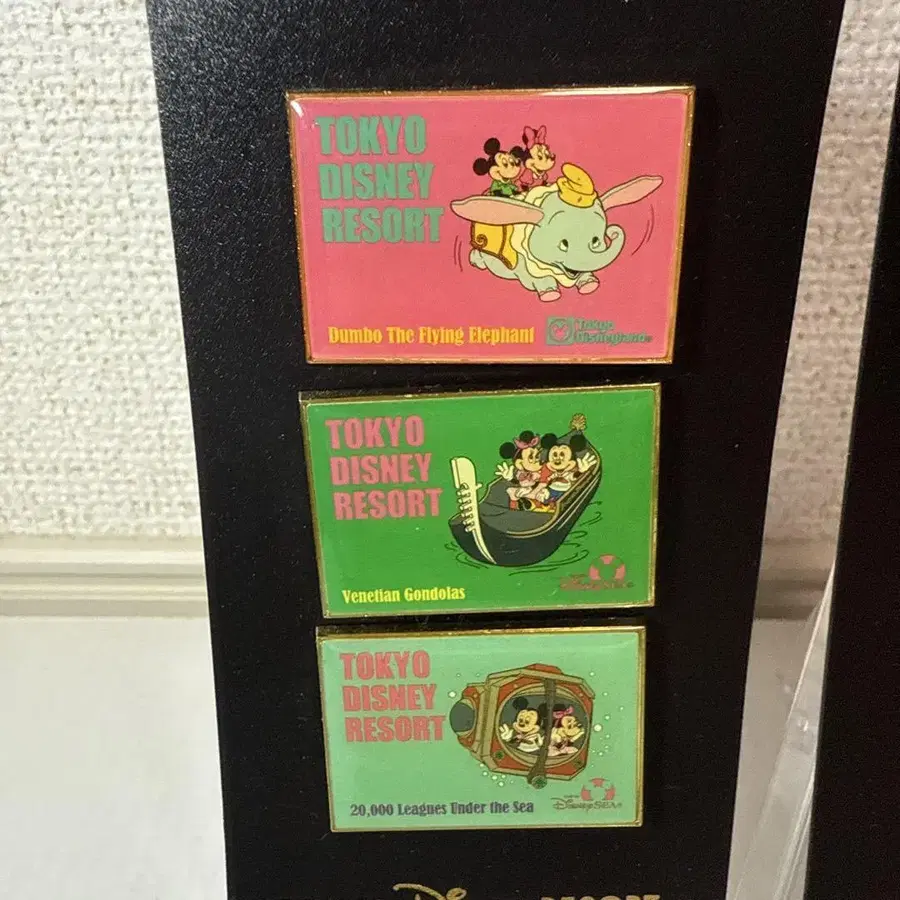 TOKYO
DISNEY
RESORT
Dumbo The Flying Elephant
Tokyo
Disneyland®
TOKYO
DISNEY
RESORT
Venetian Gondolas
DISNEYSEA
TOKYO
DISNEY
RESORT
20,000 Leagues Under the Sea
DISNEYSEA®